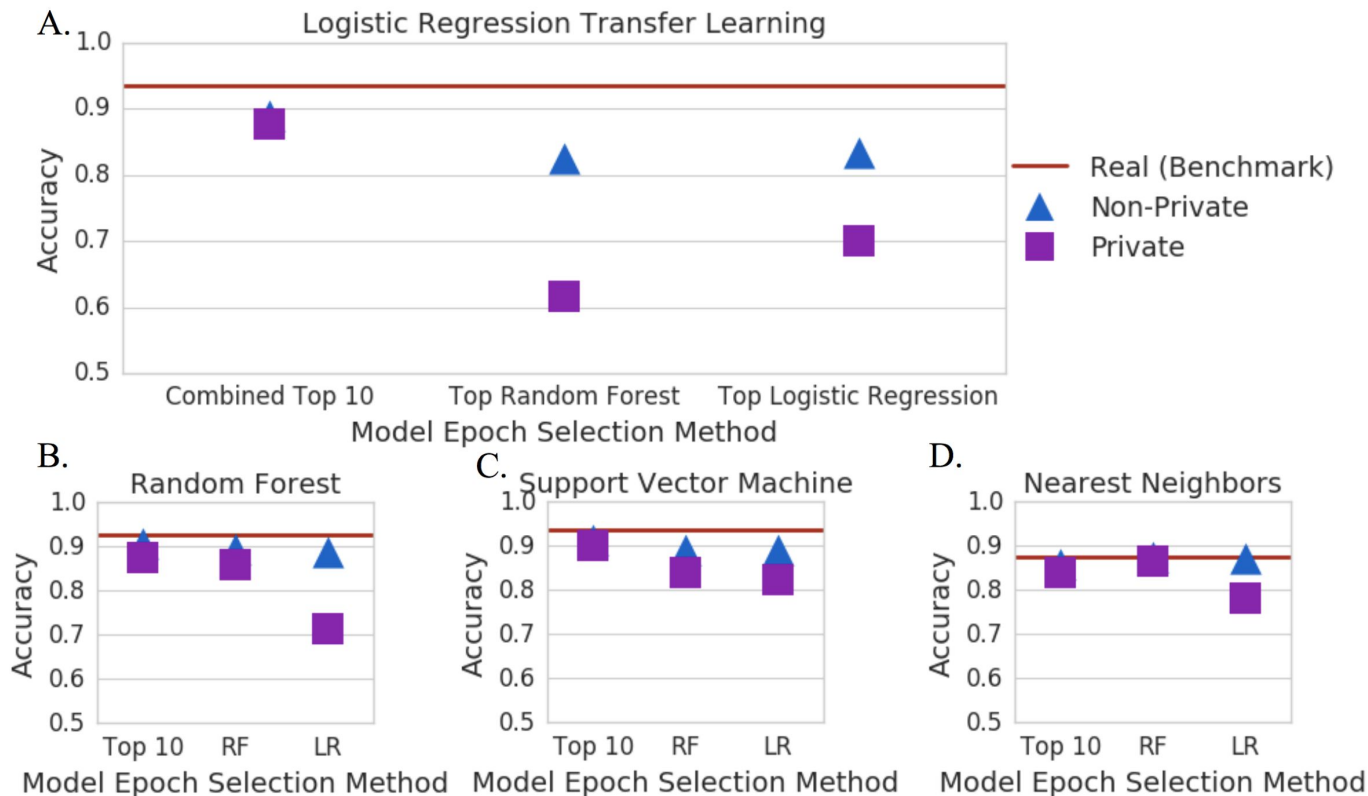 A.
Logistic Regression Transfer Learning
1.0
0.9
0.8
0.7
0.6
0.5
Accuracy
Combined Top 10 Top Random Forest Top Logistic Regression
Model Epoch Selection Method
Real (Benchmark)
Non-Private
Private
B.
Random Forest
1.0
0.9
0.8
0.7
0.6
0.5
Accuracy
Top 10 RF LR
Model Epoch Selection Method
C.
Support Vector Machine
1.0
0.9
0.8
0.7
0.6
0.5
Accuracy
Top 10 RF LR
Model Epoch Selection Method
D.
Nearest Neighbors
1.0
0.9
0.8
0.7
0.6
0.5
Accuracy
Top 10 RF LR
Model Epoch Selection Method